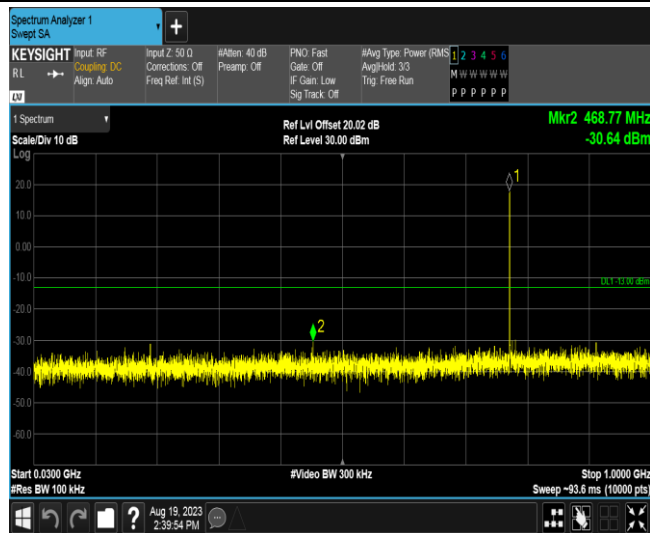 Spectrum Analyzer 1
Swept SA
+
KEYSIGHT
RL
LXI
Input: RF
Coupling: DC
Align: Auto
Input Z: 50 Ω
Corrections: Off
Freq Ref: Int (S)
#Atten: 40 dB
Preamp: Off
PNO: Fast
Gate: Off
IF Gain: Low
Sig Track: Off
#Avg Type: Power (RMS
Avg|Hold: 3/3
Trig: Free Run
1 2 3 4 5 6
M W W W W W
P P P P P P
1 Spectrum
Scale/Div 10 dB
Log
Ref Lvl Offset 20.02 dB
Ref Level 30.00 dBm
Mkr2 468.77 MHz
-30.64 dBm
20.0
10.0
0.00
-10.0
-20.0
-30.0
-40.0
-50.0
-60.0
1
2
DL1 -13.00 dBm
Start 0.0300 GHz
#Res BW 100 kHz
#Video BW 300 kHz
Stop 1.0000 GHz
Sweep ~93.6 ms (10000 pts)
?
Aug 19, 2023
2:39:54 PM